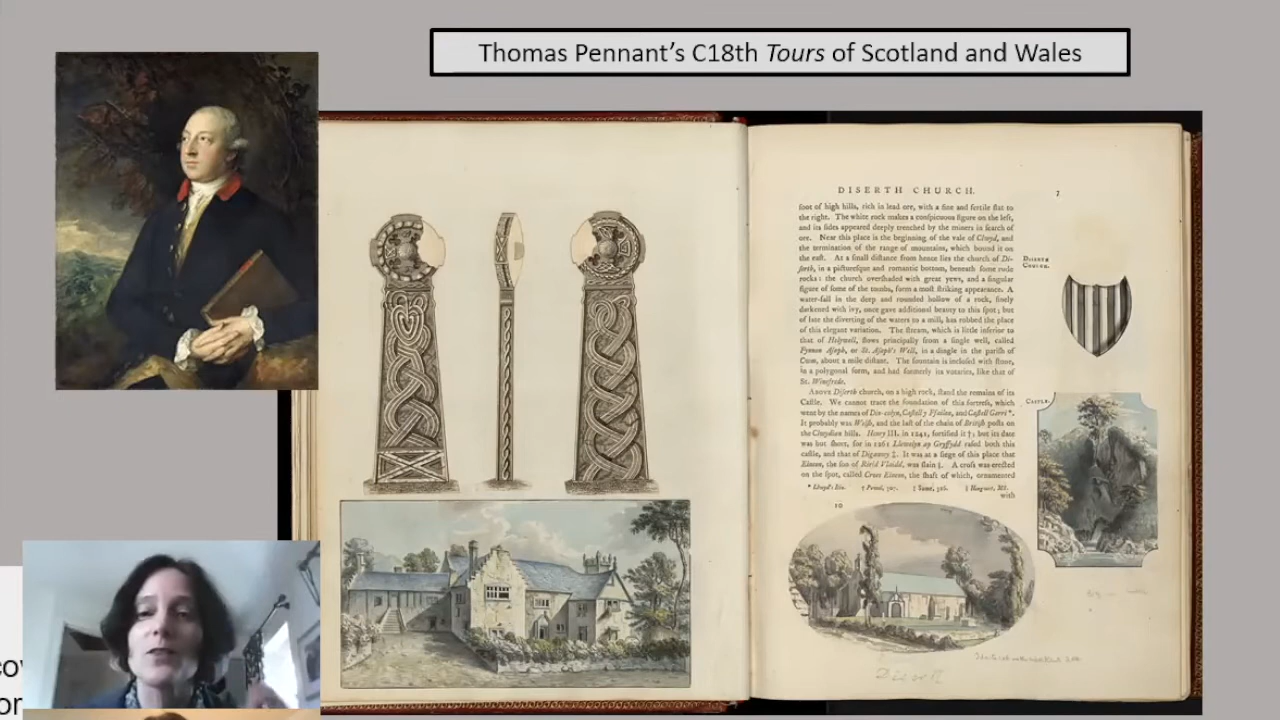 Thomas Pennant's C18th Tours of Scotland and Wales
DISERTH CHURCH.
7
foot of high hills, rich in lead ore, with a fine and fertile flat to
the right. The white rock makes a conspicuous figure on the left,
and its sides appeared deeply trenched by the miners in search of
ore. Near this place is the beginning of the vale of Clwyd, and
the termination of the range of mountains, which bound it on
the east. At a small distance from hence lies the church of Di-
serth, in a picturesque and romantic bottom, beneath some rude
rocks: the church overshaded with great yews, and a singular
figure of some of the tombs, form a most striking appearance. A
water-fall in the deep and rounded hollow of a rock, finely
darkened with ivy, once gave additional beauty to this spot; but
of late the diverting of the waters to a mill, has robbed the place
of this elegant variation. The stream, which is little inferior to
that of Holywell, flows principally from a single well, called
Fynnon Asaph, or St. Asaph's Well, in a dingle in the parish of
Cwm, about a mile distant. The fountain is inclosed with stone,
in a polygonal form, and had formerly its votaries, like that of
St. Winefrede.
DISERTH
CHURCH.
Above Diserth church, on a high rock, stand the remains of its
Castle. We cannot trace the foundation of this fortress, which
went by the names of Din-colyn, Castell y Ffailon, and Castell Gerri *.
It probably was Welsh, and the last of the chain of British posts on
the Clwydian hills. Henry III. in 1241, fortified it †; but its date
was but short, for in 1261 Llewelyn ap Gryffydd rased both this
castle, and that of Diganwy ‡. It was at a siege of this place that
Einion, the son of Ririd Vlaidd, was slain §. A cross was erected
on the spot, called Croes Einion, the shaft of which, ornamented
CASTLE.
with
10
Diserth
co
or